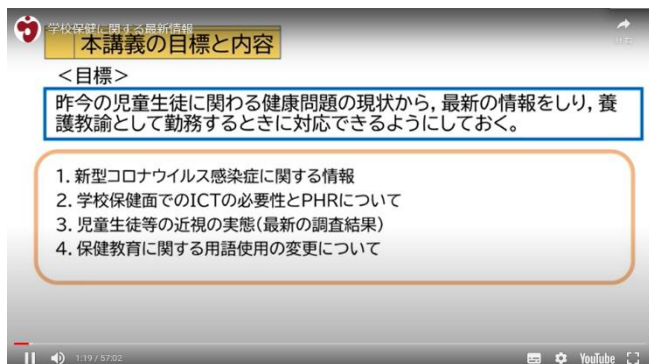 学校保健に関する最新情報
共有
本講義の目標と内容
＜目標＞
昨今の児童生徒に関わる健康問題の現状から，最新の情報をしり，養
護教諭として勤務するときに対応できるようにしておく。
1. 新型コロナウイルス感染症に関する情報
2. 学校保健面でのICTの必要性とPHRについて
3. 児童生徒等の近視の実態(最新の調査結果)
4. 保健教育に関する用語使用の変更について
1:19 / 57:02
YouTube